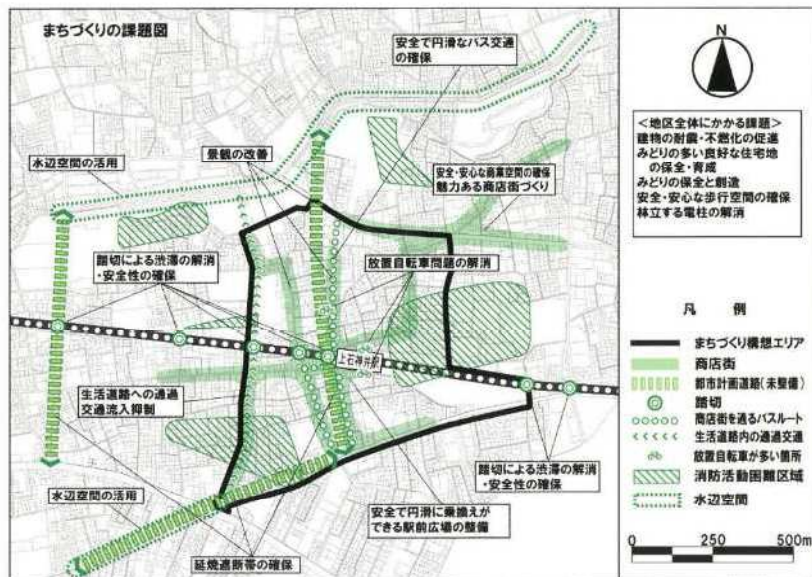 まちづくりの課題図
安全で円滑なバス交通
の確保
N
<地区全体にかかる課題>
建物の耐震・不燃化の促進
みどりの多い良好な住宅地
の保全・育成
みどりの保全と創造
安全・安心な歩行空間の確保
林立する電柱の解消
景観の改善
水辺空間の活用
安全・安心な商業空間の確保
魅力ある商店街づくり
踏切による渋滞の解消
・安全性の確保
放置自転車問題の解消
上石神井駅
生活道路への通過
交通流入抑制
踏切による渋滞の解消
・安全性の確保
水辺空間の活用
安全で円滑に乗換えが
できる駅前広場の整備
延焼遮断帯の確保
凡 例
まちづくり構想エリア
商店街
都市計画道路(未整備)
踏切
商店街を通るバスルート
生活道路内の通過交通
放置自転車が多い箇所
消防活動困難区域
水辺空間
0 250 500m